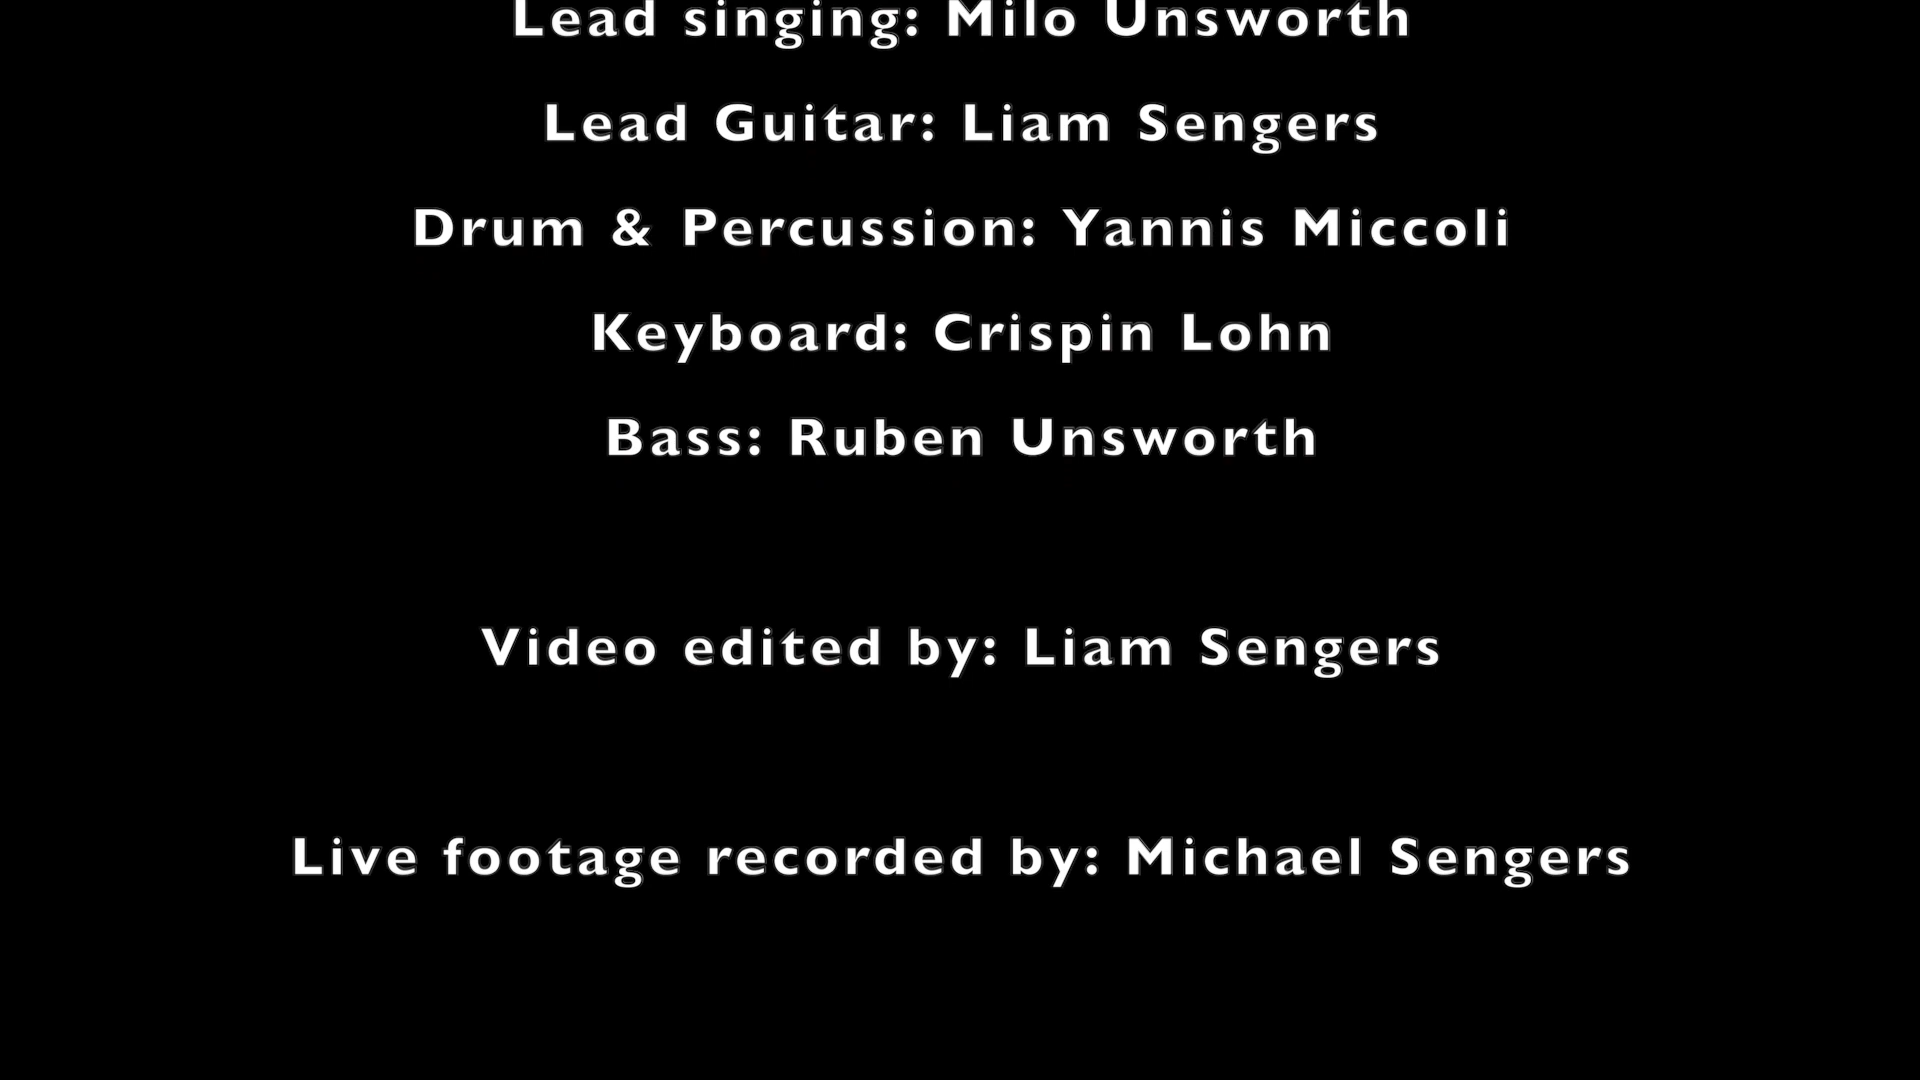 Lead singing: Milo Unsworth
Lead Guitar: Liam Sengers
Drum & Percussion: Yannis Miccoli
Keyboard: Crispin Lohn
Bass: Ruben Unsworth
Video edited by: Liam Sengers
Live footage recorded by: Michael Sengers